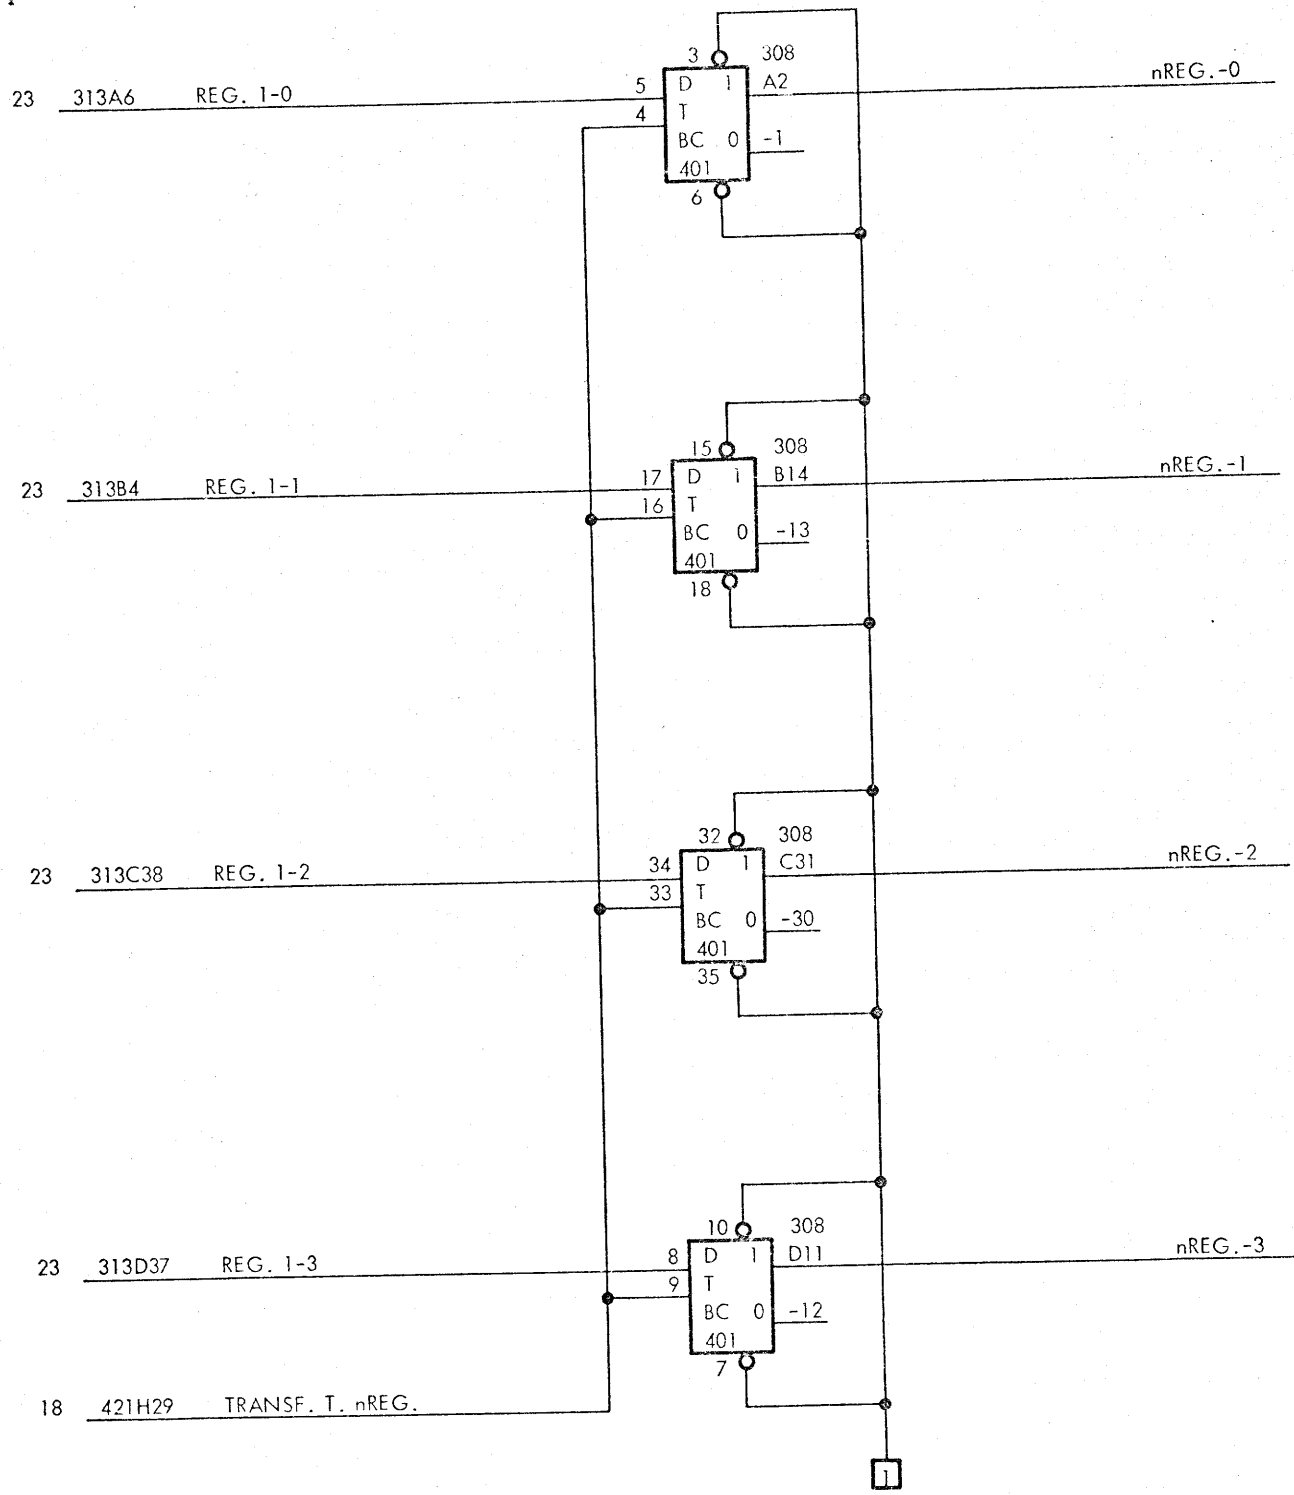 3 308
23 313A6 REG. 1-0 5 D 1 A2 nREG.-0
4 T
BC 0 -1
401
6
15 308
23 313B4 REG. 1-1 17 D 1 B14 nREG.-1
16 T
BC 0 -13
401
18
32 308
23 313C38 REG. 1-2 34 D 1 C31 nREG.-2
33 T
BC 0 -30
401
35
10 308
23 313D37 REG. 1-3 8 D 1 D11 nREG.-3
9 T
BC 0 -12
401
7
18 421H29 TRANSF. T. nREG.
1